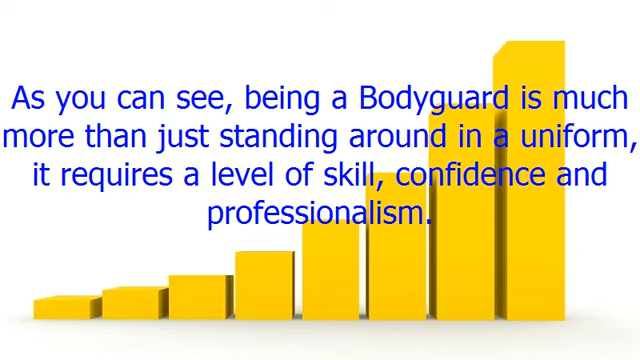 As you can see, being a Bodyguard is much
more than just standing around in a uniform,
it requires a level of skill, confidence and
professionalism.